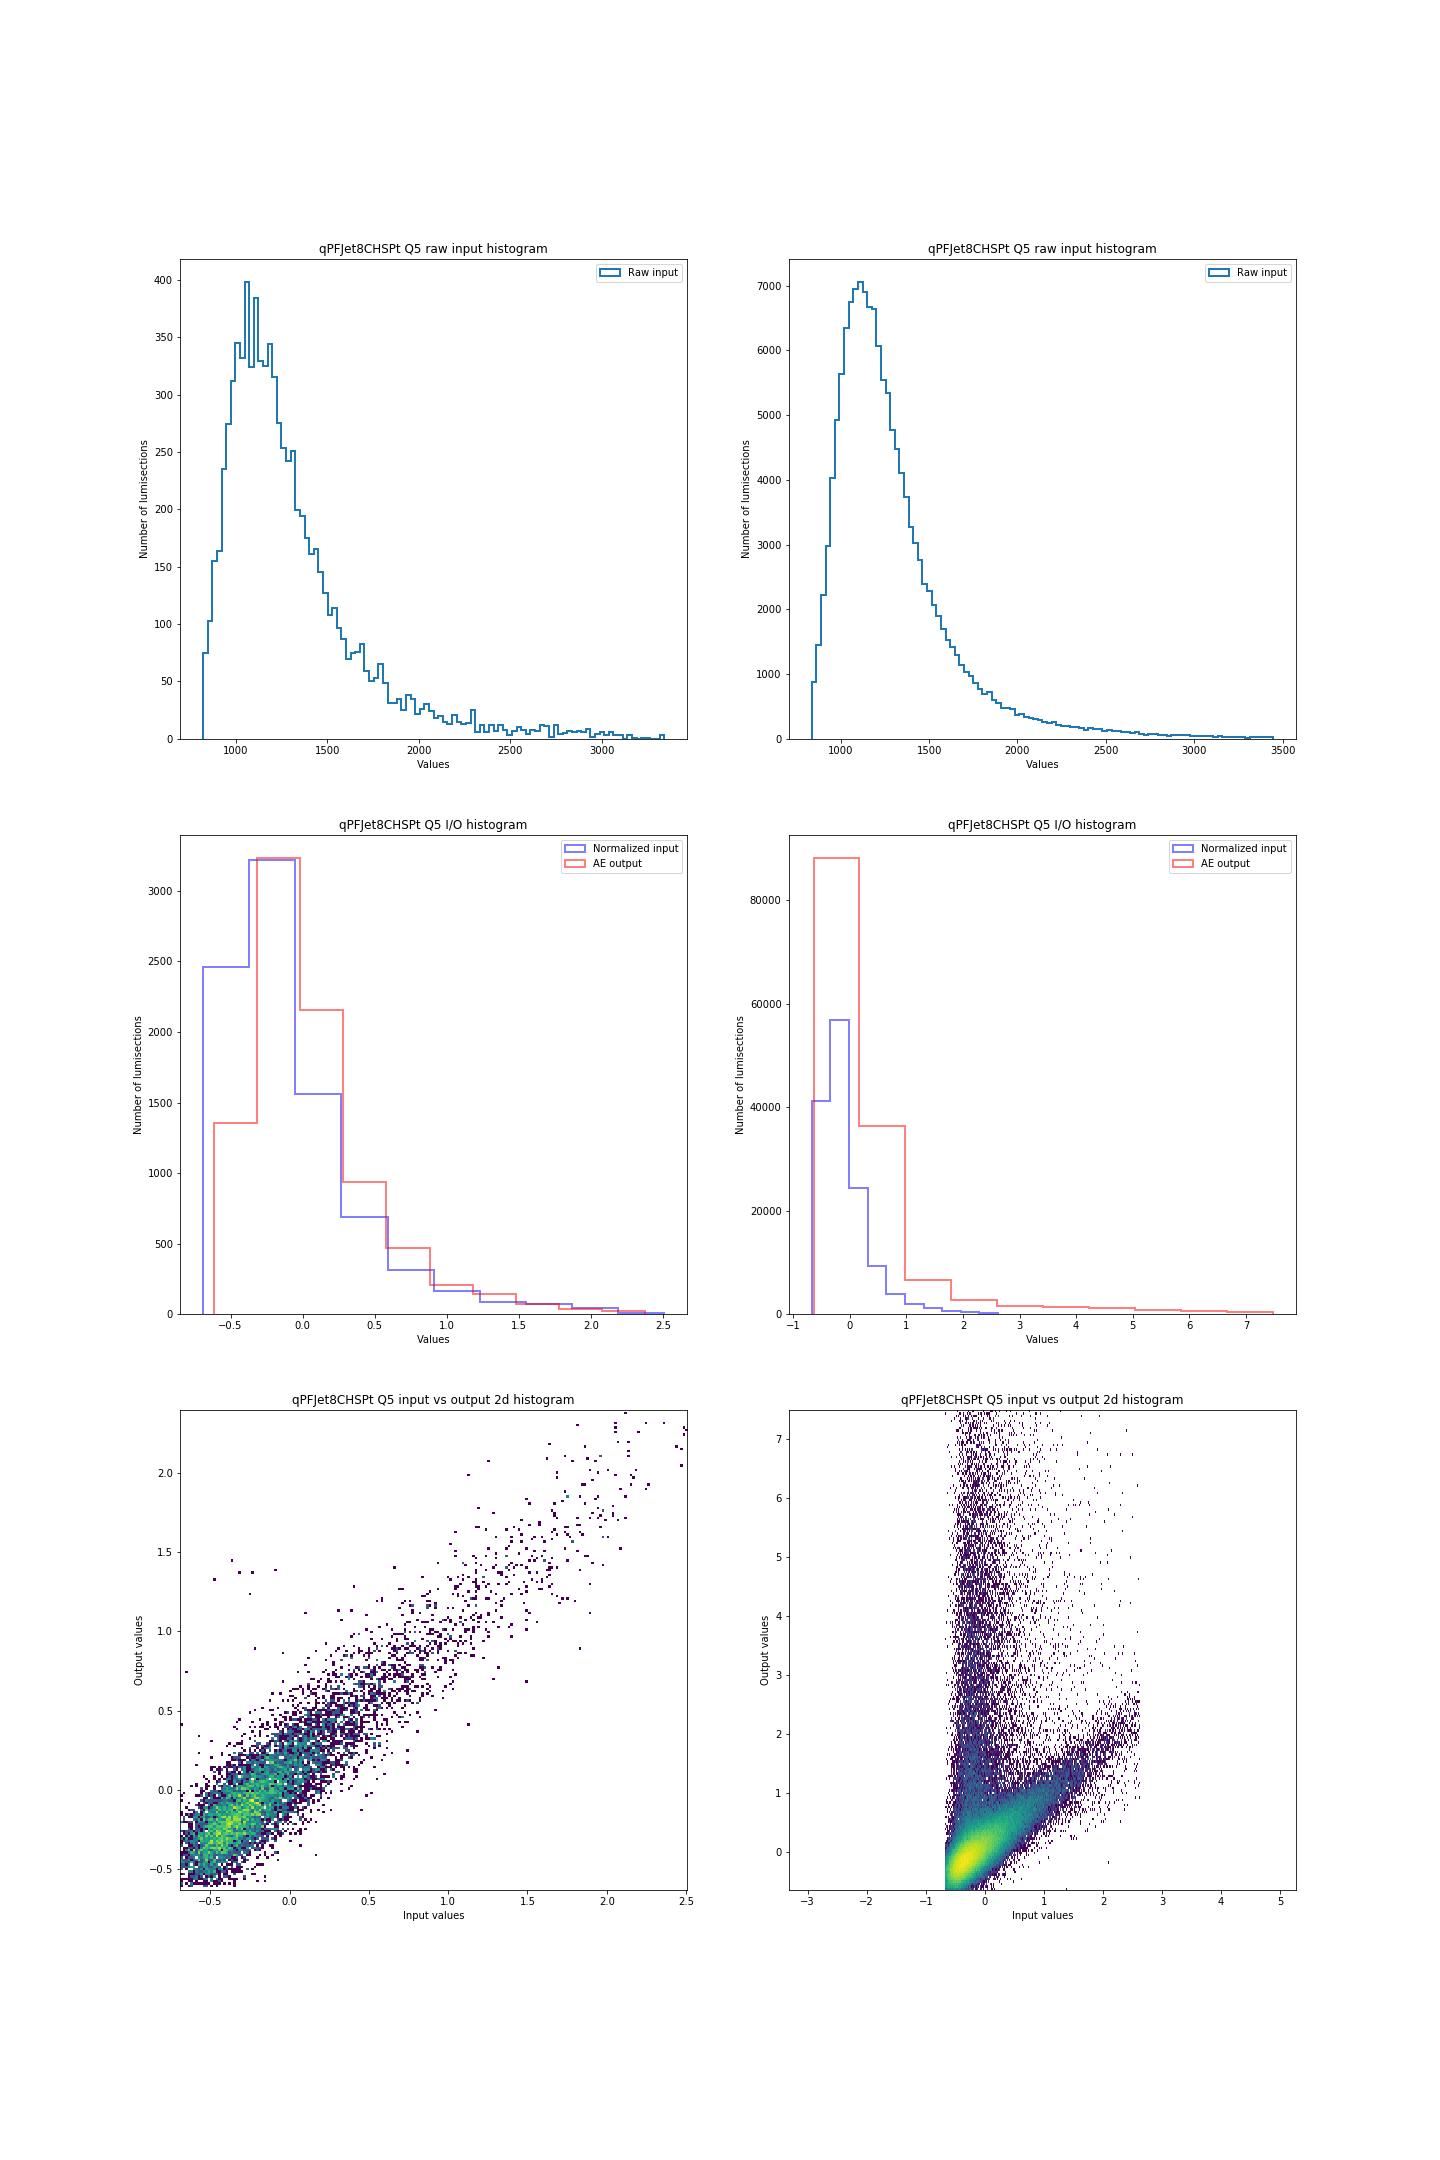 qPFJet8CHSPt Q5 raw input histogram
Raw input
Number of lumisections
400
350
300
250
200
150
100
50
0
1000 1500 2000 2500 3000
Values
qPFJet8CHSPt Q5 raw input histogram
Raw input
Number of lumisections
7000
6000
5000
4000
3000
2000
1000
0
1000 1500 2000 2500 3000 3500
Values
qPFJet8CHSPt Q5 I/O histogram
Normalized input
AE output
Number of lumisections
3000
2500
2000
1500
1000
500
0
−0.5 0.0 0.5 1.0 1.5 2.0 2.5
Values
qPFJet8CHSPt Q5 I/O histogram
Normalized input
AE output
Number of lumisections
80000
60000
40000
20000
0
−1 0 1 2 3 4 5 6 7
Values
qPFJet8CHSPt Q5 input vs output 2d histogram
Output values
2.0
1.5
1.0
0.5
0.0
−0.5
−0.5 0.0 0.5 1.0 1.5 2.0 2.5
Input values
qPFJet8CHSPt Q5 input vs output 2d histogram
Output values
7
6
5
4
3
2
1
0
−3 −2 −1 0 1 2 3 4 5
Input values